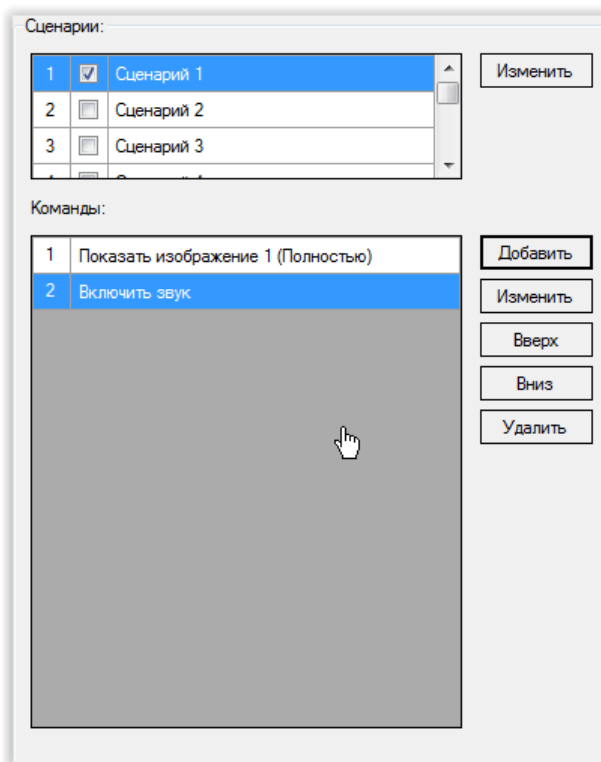 Сценарии:
1 Сценарий 1 Изменить
2 Сценарий 2
3 Сценарий 3
Команды:
1 Показать изображение 1 (Полностью) Добавить
2 Включить звук Изменить
Вверх
Вниз
Удалить